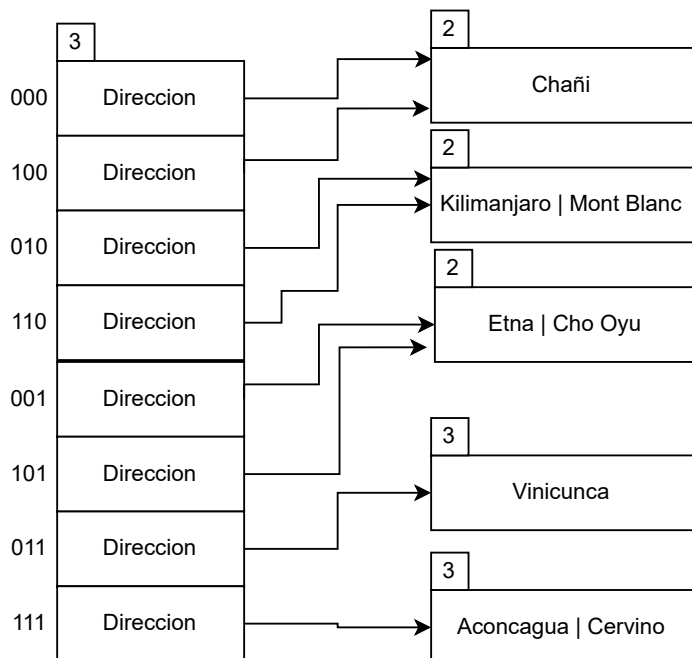 3
000 Direccion
100 Direccion
010 Direccion
110 Direccion
001 Direccion
101 Direccion
011 Direccion
111 Direccion
2
Chañi
2
Kilimanjaro | Mont Blanc
2
Etna | Cho Oyu
3
Vinicunca
3
Aconcagua | Cervino